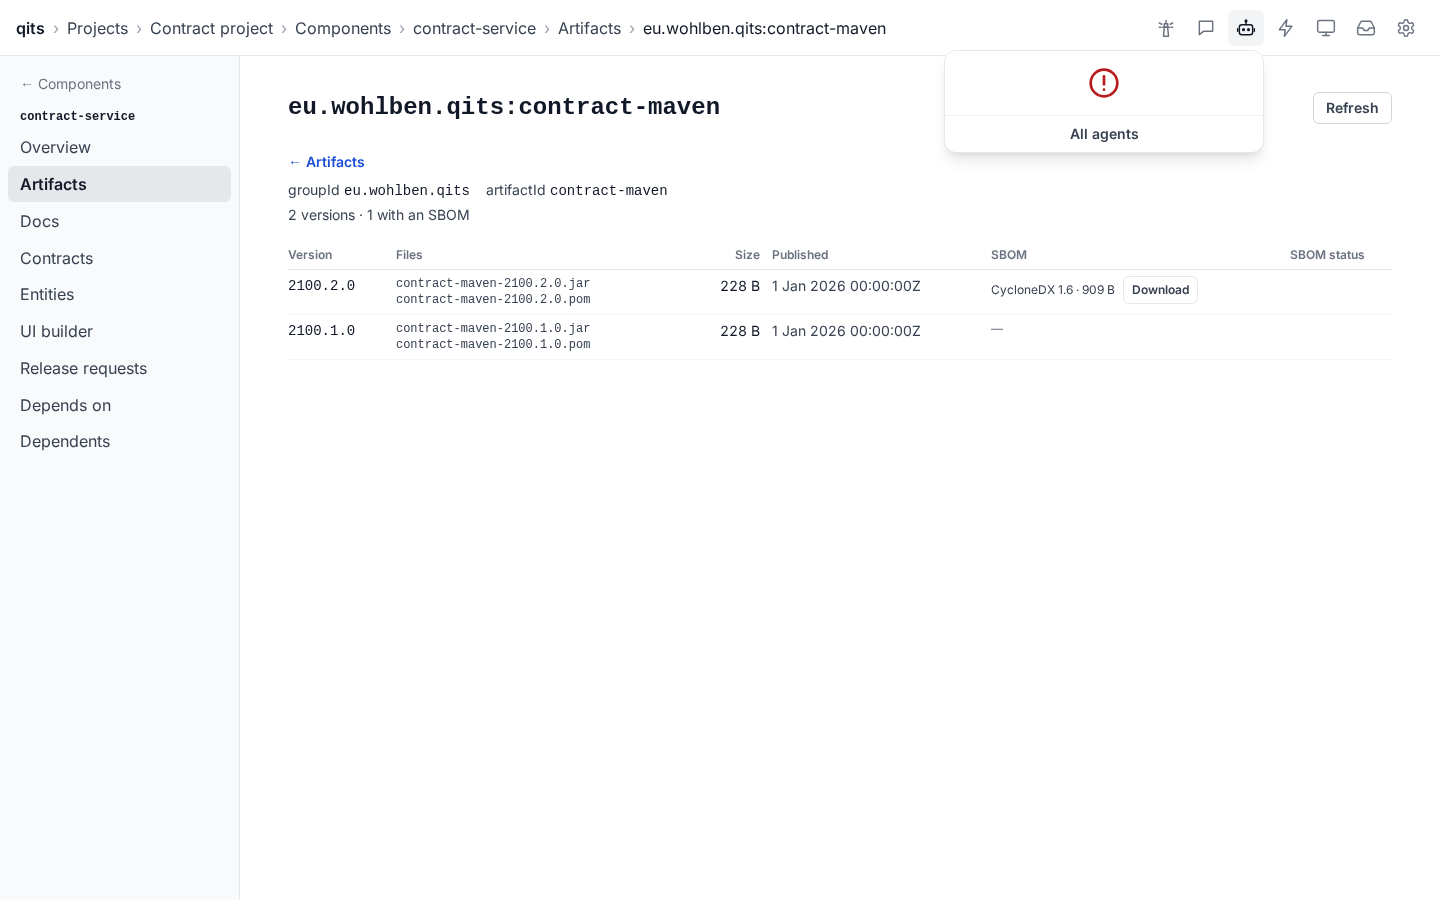 qits › Projects › Contract project › Components › contract-service › Artifacts › eu.wohlben.qits:contract-maven
← Components
contract-service
Overview
Artifacts
Docs
Contracts
Entities
UI builder
Release requests
Depends on
Dependents
All agents
eu.wohlben.qits:contract-maven
Refresh
← Artifacts
groupId eu.wohlben.qits artifactId contract-maven
2 versions · 1 with an SBOM
Version Files Size Published SBOM SBOM status
2100.2.0 contract-maven-2100.2.0.jar 228 B 1 Jan 2026 00:00:00Z CycloneDX 1.6 · 909 B Download
contract-maven-2100.2.0.pom
2100.1.0 contract-maven-2100.1.0.jar 228 B 1 Jan 2026 00:00:00Z —
contract-maven-2100.1.0.pom